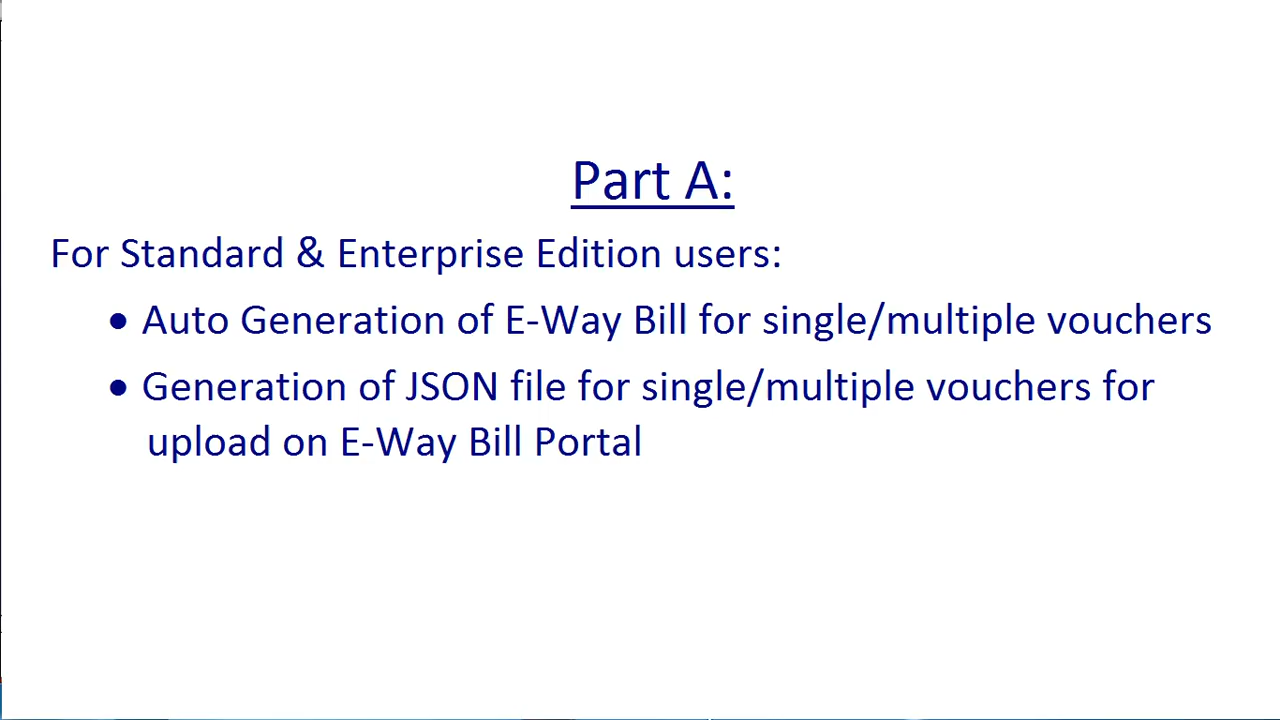 Part A:
For Standard & Enterprise Edition users:
• Auto Generation of E-Way Bill for single/multiple vouchers
• Generation of JSON file for single/multiple vouchers for
upload on E-Way Bill Portal